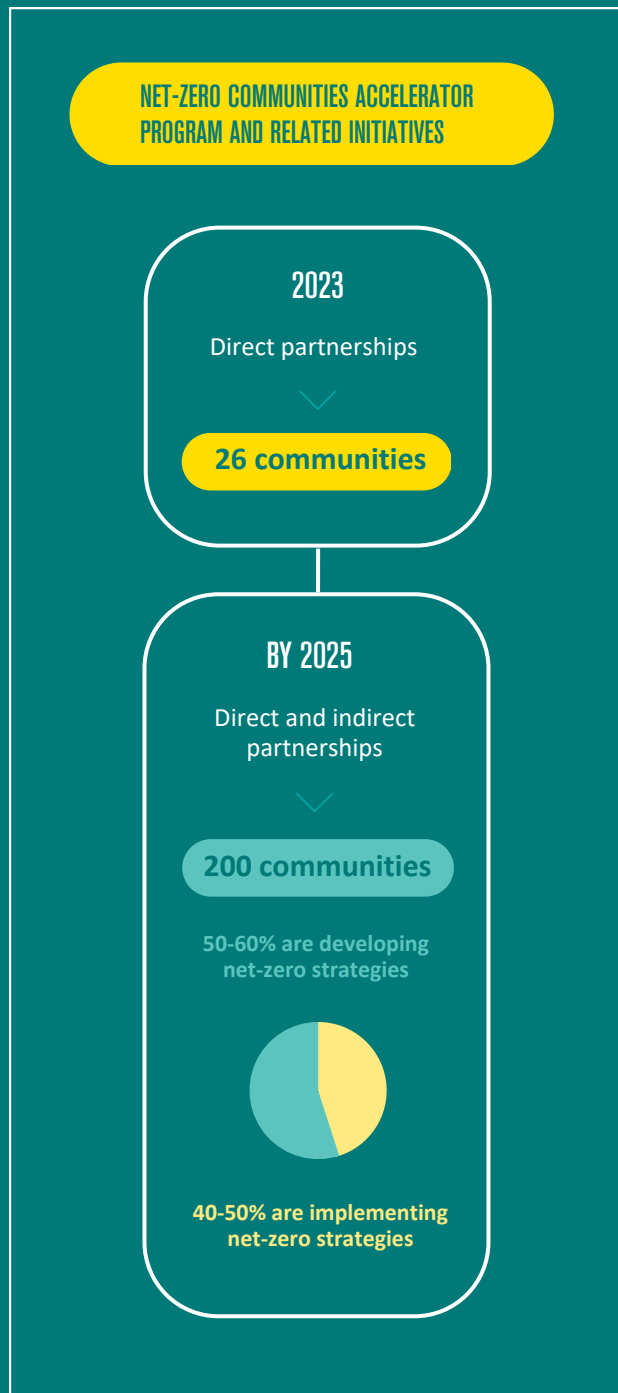 NET-ZERO COMMUNITIES ACCELERATOR
PROGRAM AND RELATED INITIATIVES
2023
Direct partnerships
26 communities
BY 2025
Direct and indirect
partnerships
200 communities
50-60% are developing
net-zero strategies
40-50% are implementing
net-zero strategies